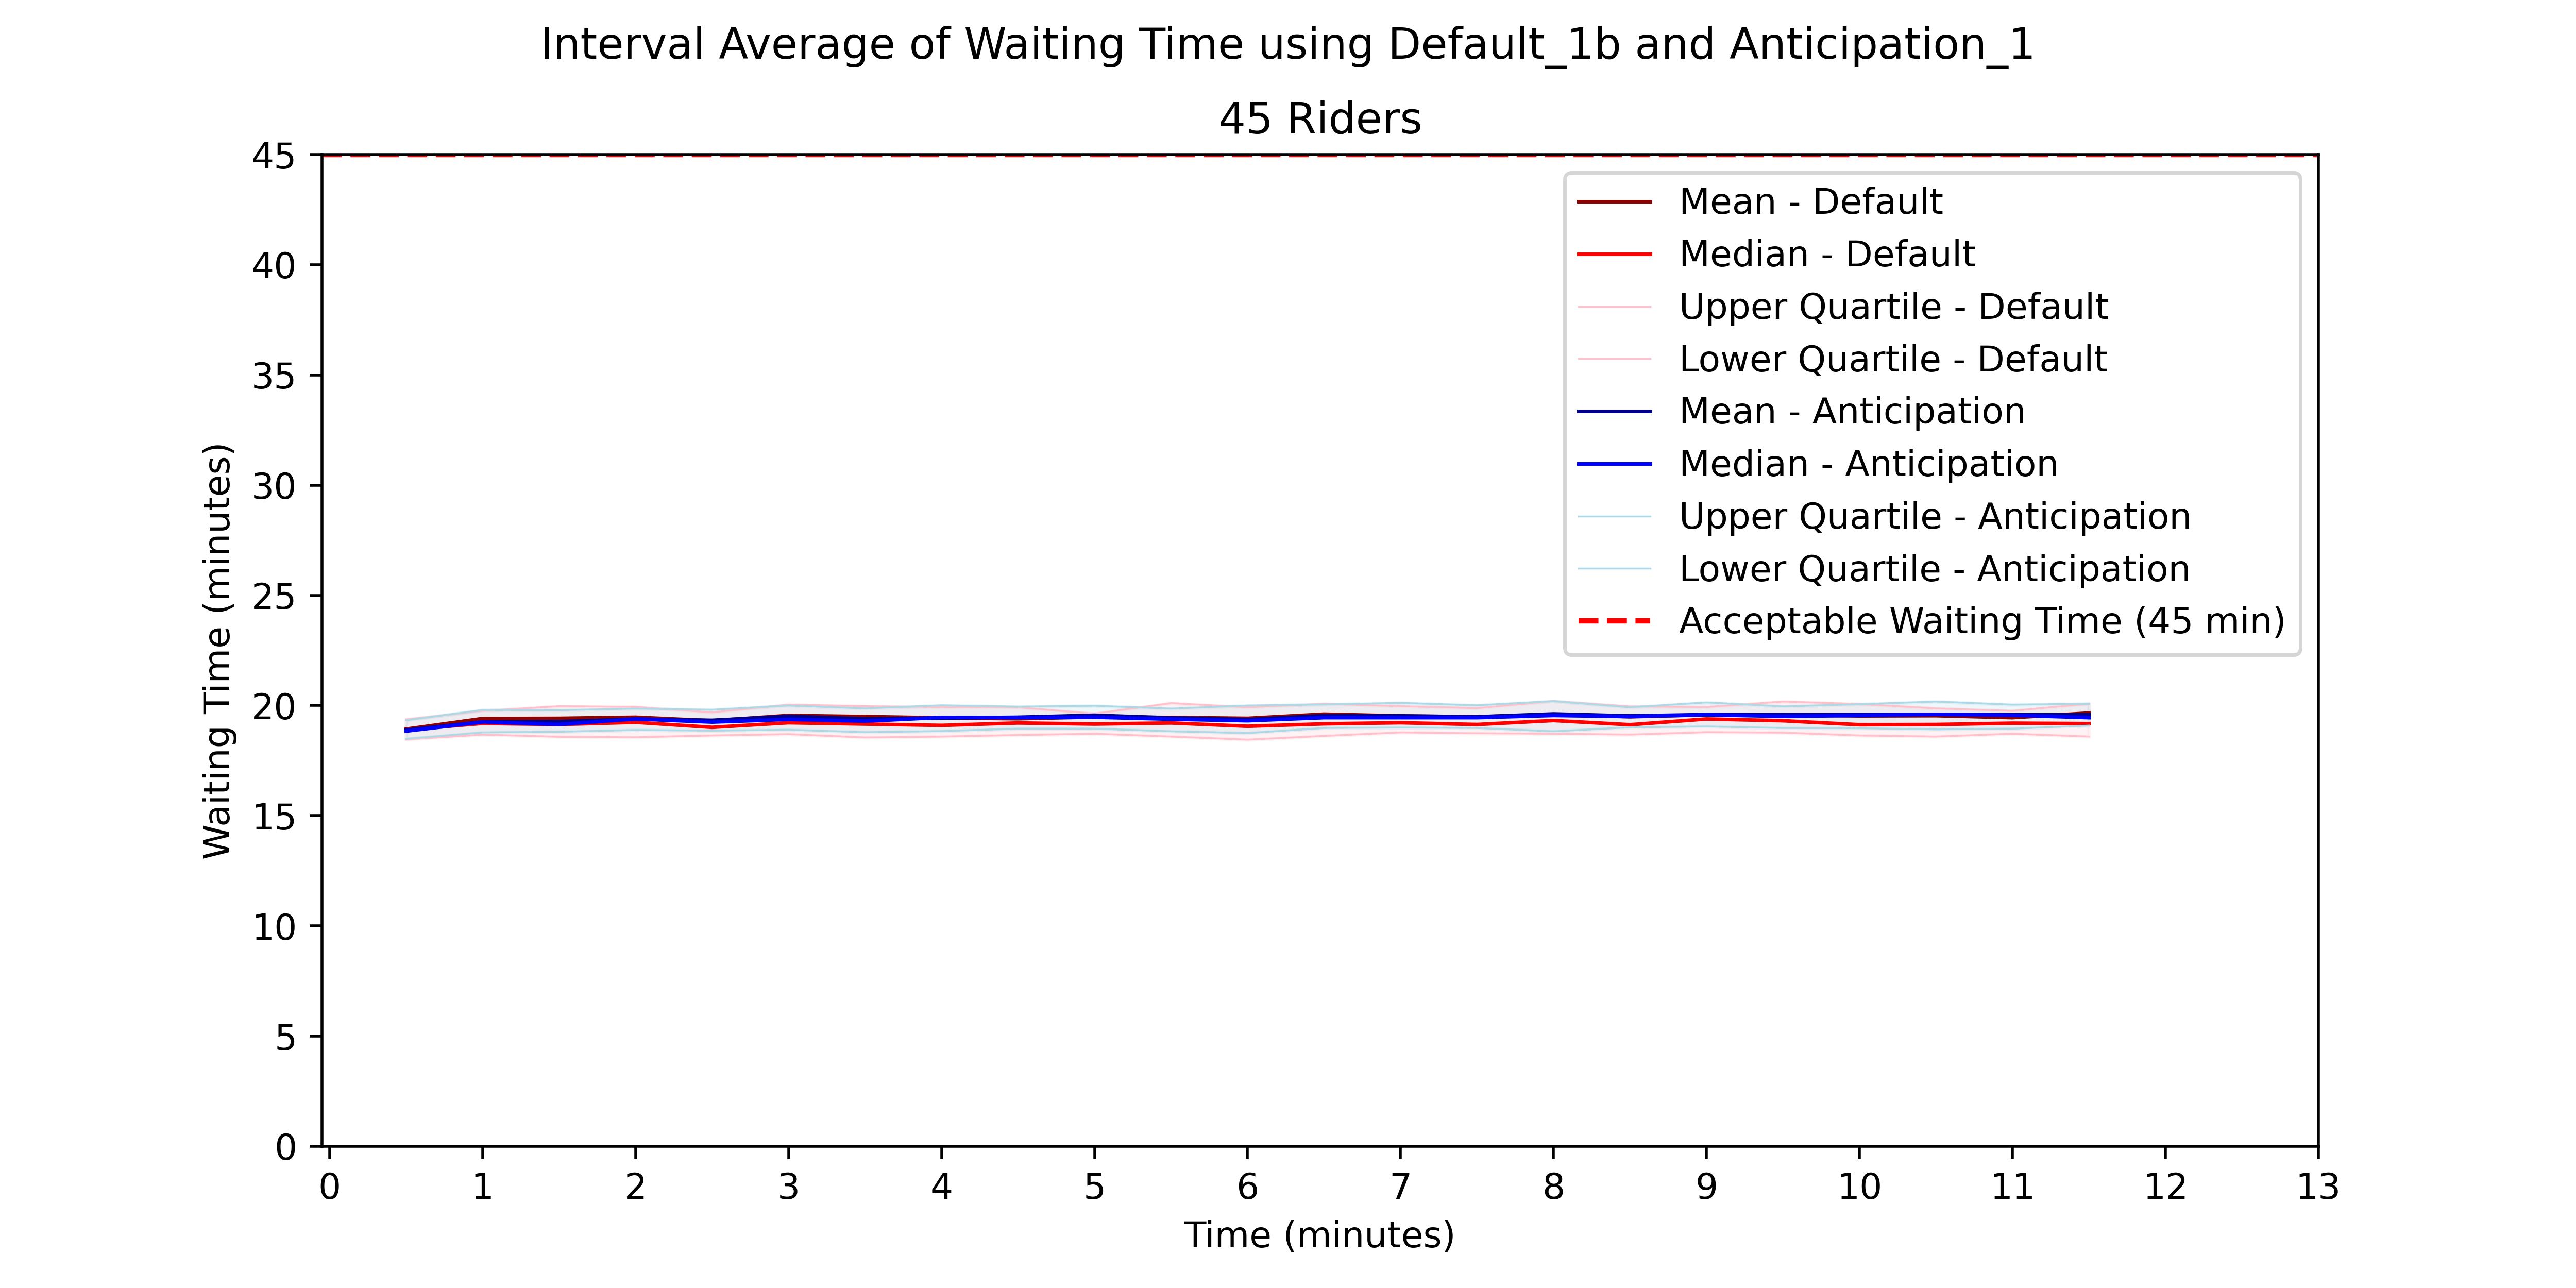 Interval Average of Waiting Time using Default_1b and Anticipation_1
45 Riders
45
40
35
30
25
20
15
10
5
0
Waiting Time (minutes)
Mean - Default
Median - Default
Upper Quartile - Default
Lower Quartile - Default
Mean - Anticipation
Median - Anticipation
Upper Quartile - Anticipation
Lower Quartile - Anticipation
Acceptable Waiting Time (45 min)
0 1 2 3 4 5 6 7 8 9 10 11 12 13
Time (minutes)